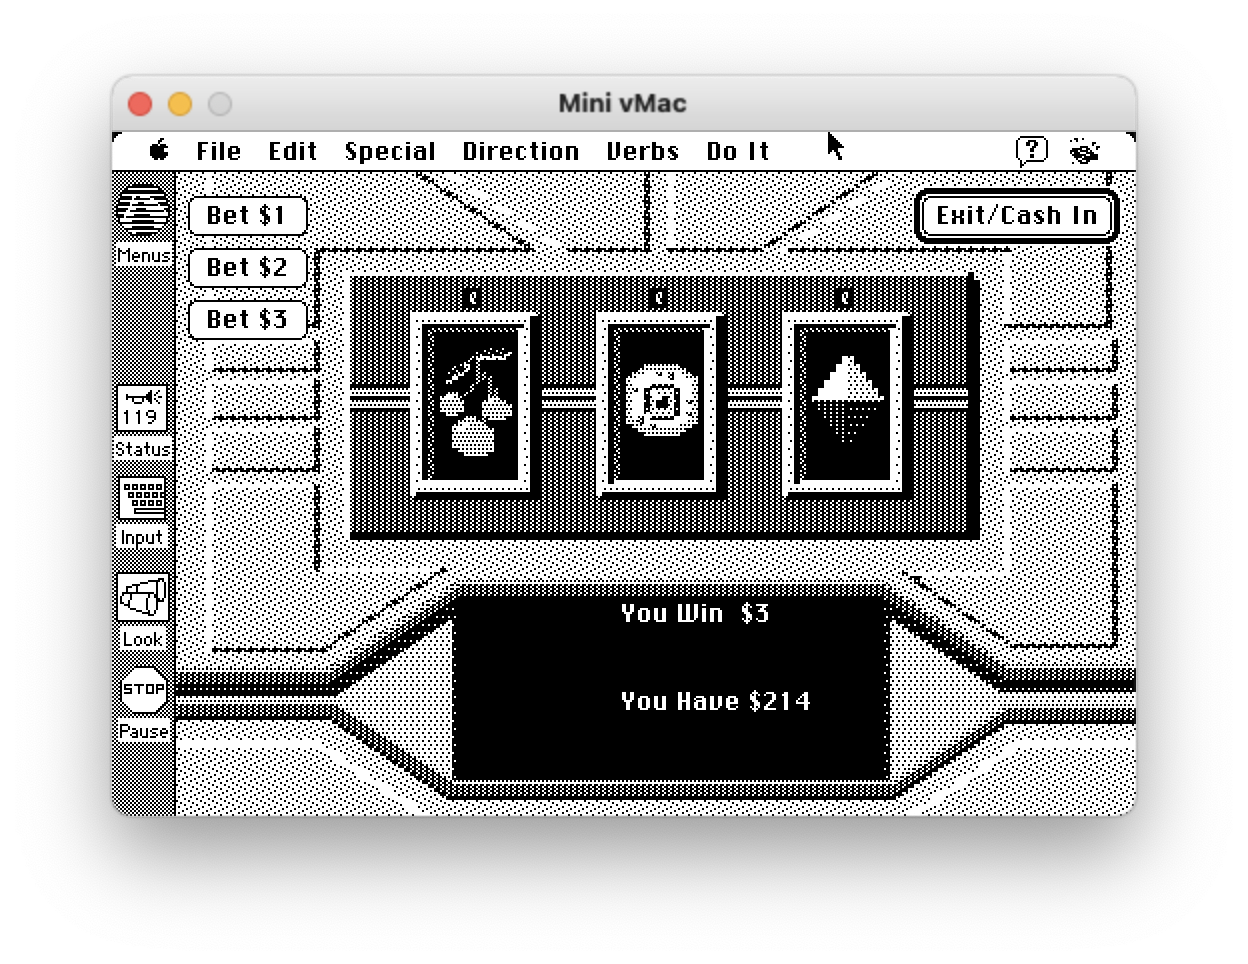 Mini vMac
File Edit Special Direction Verbs Do It ?
Menus
Bet $1
Exit/Cash In
Bet $2
Bet $3
119
Status
Input
Look
STOP
Pause
You Win $3
You Have $214